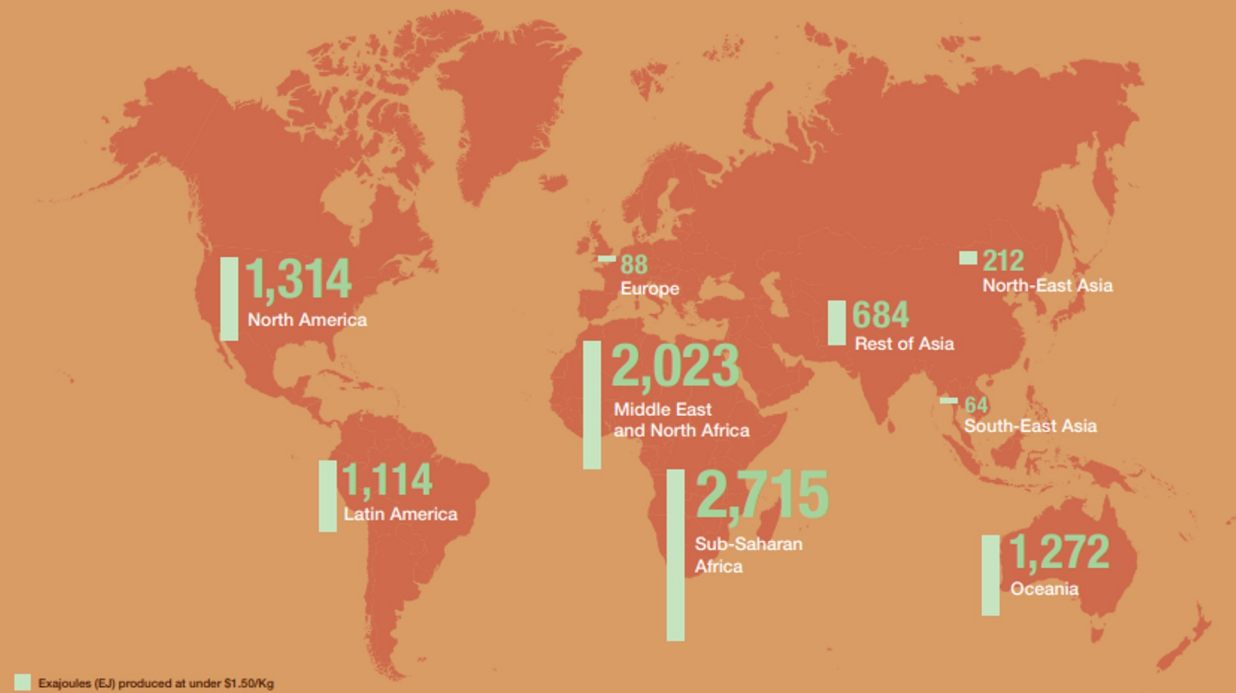 1,314
North America
88
Europe
212
North-East Asia
684
Rest of Asia
2,023
Middle East
and North Africa
64
South-East Asia
1,114
Latin America
2,715
Sub-Saharan
Africa
1,272
Oceania
Exajoules (EJ) produced at under $1.50/Kg